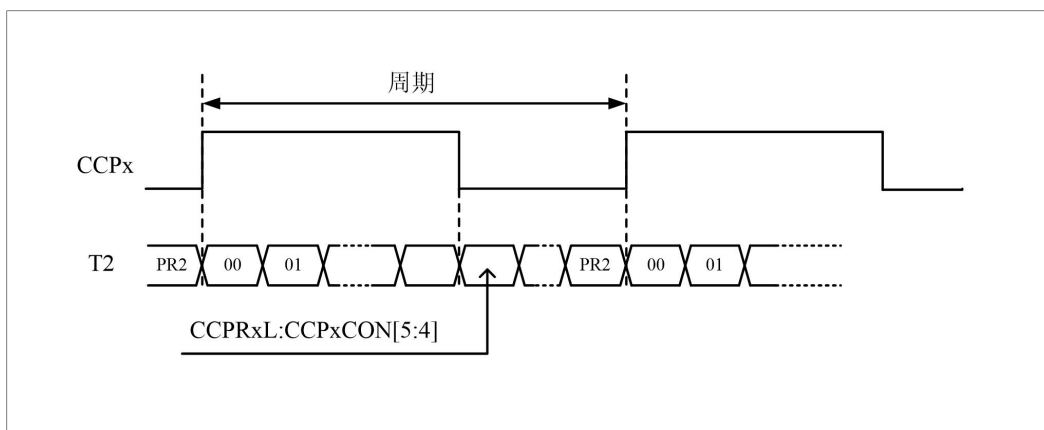 周期
CCPx
T2 PR2 00 01 PR2 00 01
CCPRxL:CCPxCON[5:4]